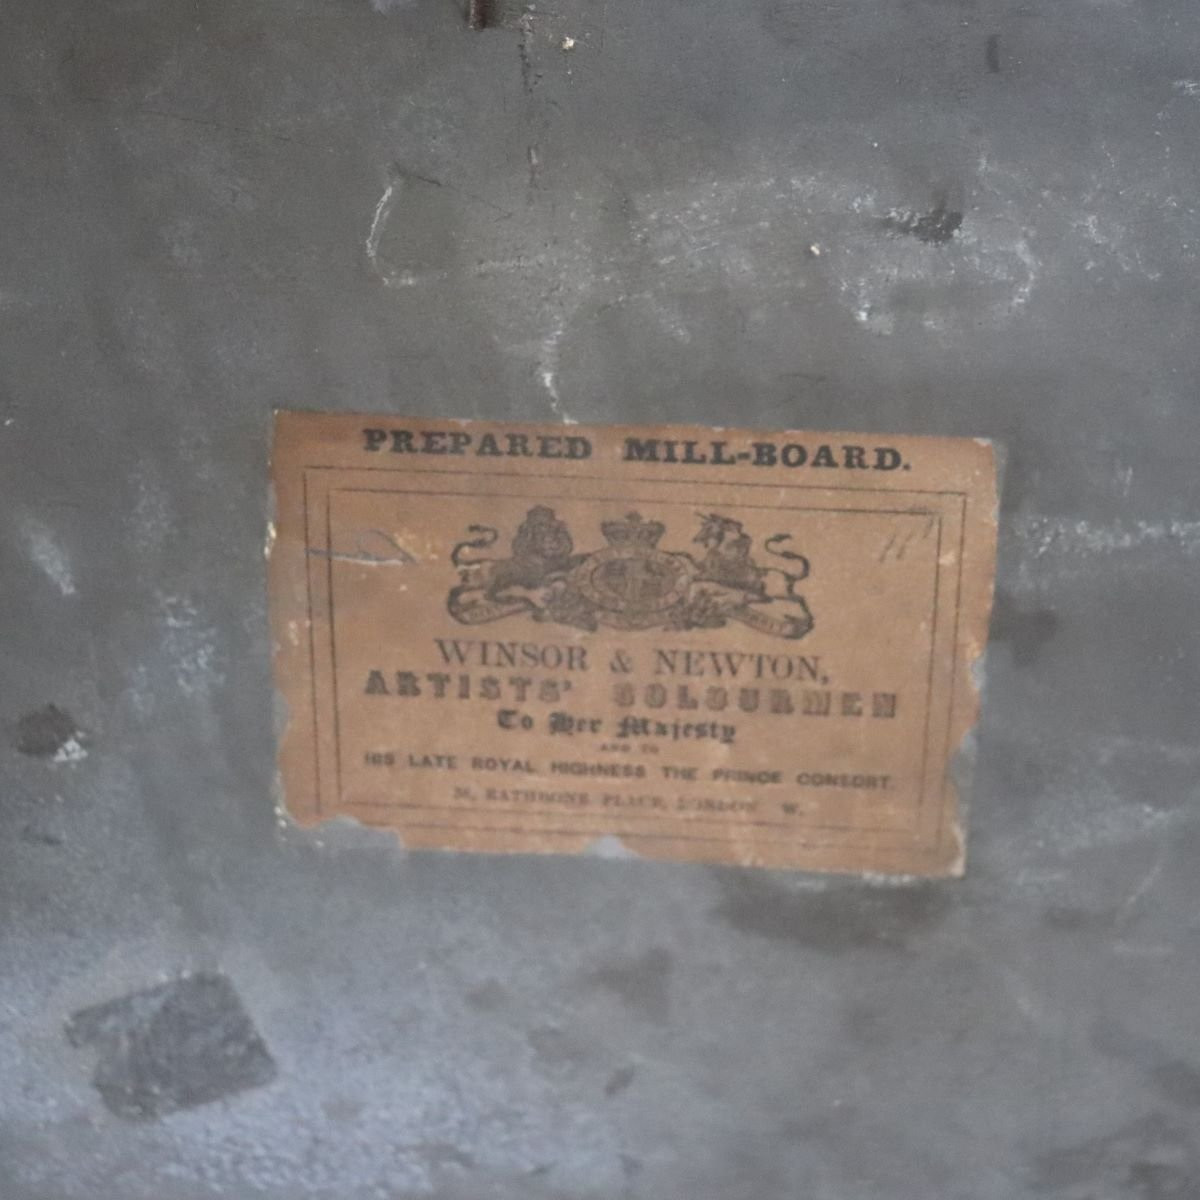 PREPARED MILL-BOARD.
WINSOR & NEWTON,
ARTISTS' COLOURMEN
To Her Majesty
AND TO
HIS LATE ROYAL HIGHNESS THE PRINCE CONSORT.
38, RATHBONE PLACE, LONDON W.